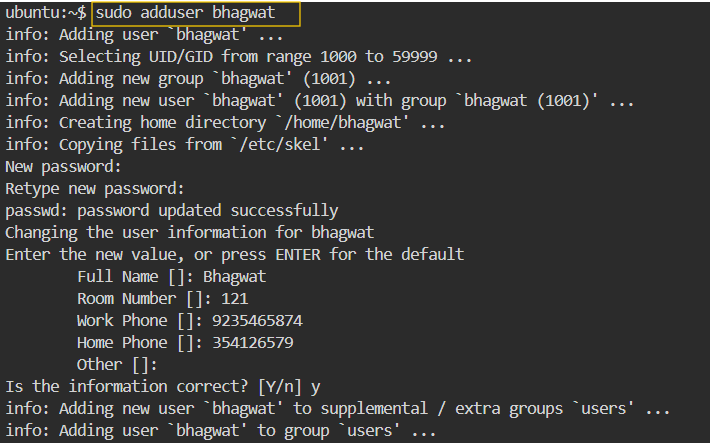 ubuntu:~$ sudo adduser bhagwat
info: Adding user `bhagwat' ...
info: Selecting UID/GID from range 1000 to 59999 ...
info: Adding new group `bhagwat' (1001) ...
info: Adding new user `bhagwat' (1001) with group `bhagwat (1001)' ...
info: Creating home directory `/home/bhagwat' ...
info: Copying files from `/etc/skel' ...
New password:
Retype new password:
passwd: password updated successfully
Changing the user information for bhagwat
Enter the new value, or press ENTER for the default
        Full Name []: Bhagwat
        Room Number []: 121
        Work Phone []: 9235465874
        Home Phone []: 354126579
        Other []:
Is the information correct? [Y/n] y
info: Adding new user `bhagwat' to supplemental / extra groups `users' ...
info: Adding user `bhagwat' to group `users' ...